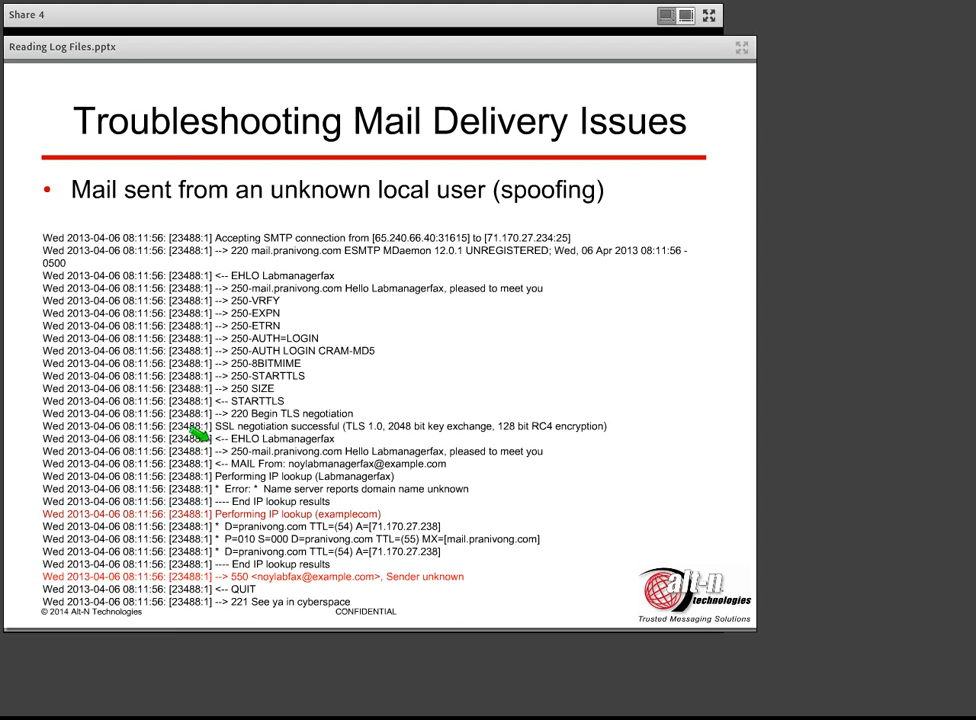 Share 4
Reading Log Files.pptx
Troubleshooting Mail Delivery Issues
• Mail sent from an unknown local user (spoofing)
Wed 2013-04-06 08:11:56: [23488:1] Accepting SMTP connection from [65.240.66.40:31615] to [71.170.27.234:25]
Wed 2013-04-06 08:11:56: [23488:1] --> 220 mail.pranivong.com ESMTP MDaemon 12.0.1 UNREGISTERED; Wed, 06 Apr 2013 08:11:56 -
0500
Wed 2013-04-06 08:11:56: [23488:1] <-- EHLO Labmanagerfax
Wed 2013-04-06 08:11:56: [23488:1] --> 250-mail.pranivong.com Hello Labmanagerfax, pleased to meet you
Wed 2013-04-06 08:11:56: [23488:1] --> 250-VRFY
Wed 2013-04-06 08:11:56: [23488:1] --> 250-EXPN
Wed 2013-04-06 08:11:56: [23488:1] --> 250-ETRN
Wed 2013-04-06 08:11:56: [23488:1] --> 250-AUTH=LOGIN
Wed 2013-04-06 08:11:56: [23488:1] --> 250-AUTH LOGIN CRAM-MD5
Wed 2013-04-06 08:11:56: [23488:1] --> 250-8BITMIME
Wed 2013-04-06 08:11:56: [23488:1] --> 250-STARTTLS
Wed 2013-04-06 08:11:56: [23488:1] --> 250 SIZE
Wed 2013-04-06 08:11:56: [23488:1] <-- STARTTLS
Wed 2013-04-06 08:11:56: [23488:1] --> 220 Begin TLS negotiation
Wed 2013-04-06 08:11:56: [23488:1] SSL negotiation successful (TLS 1.0, 2048 bit key exchange, 128 bit RC4 encryption)
Wed 2013-04-06 08:11:56: [23488:1] <-- EHLO Labmanagerfax
Wed 2013-04-06 08:11:56: [23488:1] --> 250-mail.pranivong.com Hello Labmanagerfax, pleased to meet you
Wed 2013-04-06 08:11:56: [23488:1] <-- MAIL From: noylabmanagerfax@example.com
Wed 2013-04-06 08:11:56: [23488:1] Performing IP lookup (Labmanagerfax)
Wed 2013-04-06 08:11:56: [23488:1] * Error: * Name server reports domain name unknown
Wed 2013-04-06 08:11:56: [23488:1] ---- End IP lookup results
Wed 2013-04-06 08:11:56: [23488:1] Performing IP lookup (examplecom)
Wed 2013-04-06 08:11:56: [23488:1] * D=pranivong.com TTL=(54) A=[71.170.27.238]
Wed 2013-04-06 08:11:56: [23488:1] * P=010 S=000 D=pranivong.com TTL=(55) MX=[mail.pranivong.com]
Wed 2013-04-06 08:11:56: [23488:1] * D=pranivong.com TTL=(54) A=[71.170.27.238]
Wed 2013-04-06 08:11:56: [23488:1] ---- End IP lookup results
Wed 2013-04-06 08:11:56: [23488:1] --> 550 <noylabfax@example.com>, Sender unknown
Wed 2013-04-06 08:11:56: [23488:1] <-- QUIT
Wed 2013-04-06 08:11:56: [23488:1] --> 221 See ya in cyberspace
© 2014 Alt-N Technologies
CONFIDENTIAL
alt-n
technologies
Trusted Messaging Solutions